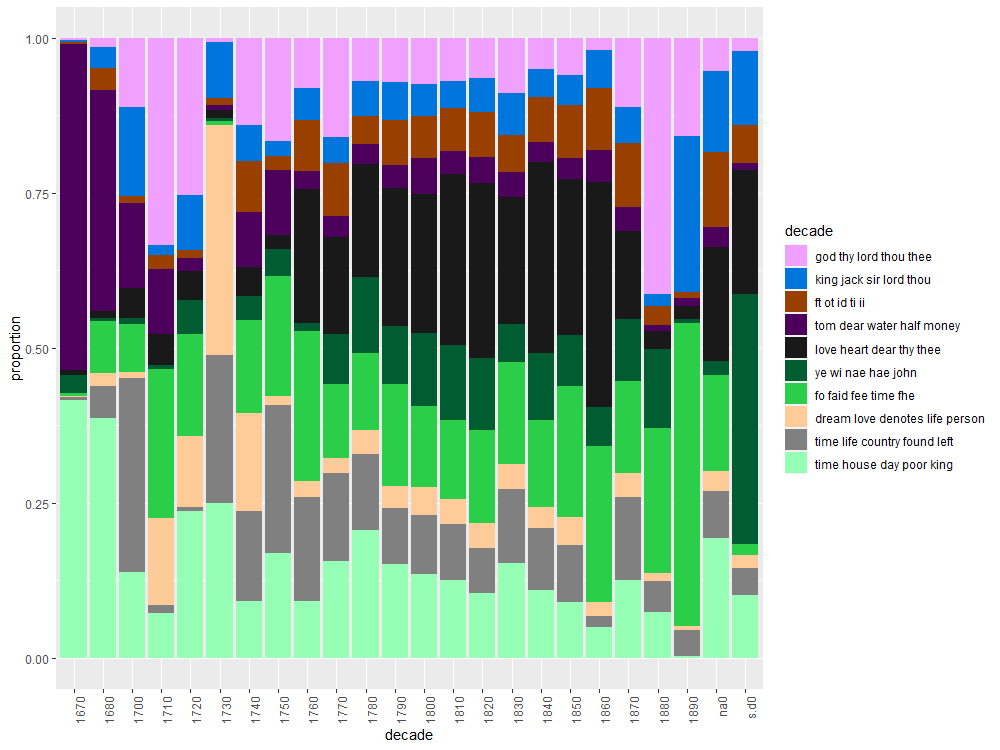 1.00
0.75
0.50
0.25
0.00
proportion
1670
1680
1700
1710
1720
1730
1740
1750
1760
1770
1780
1790
1800
1810
1820
1830
1840
1850
1860
1870
1880
1890
na0
s.d0
decade
decade
god thy lord thou thee
king jack sir lord thou
ft ot id ti ii
tom dear water half money
love heart dear thy thee
ye wi nae hae john
fo faid fee time fhe
dream love denotes life person
time life country found left
time house day poor king